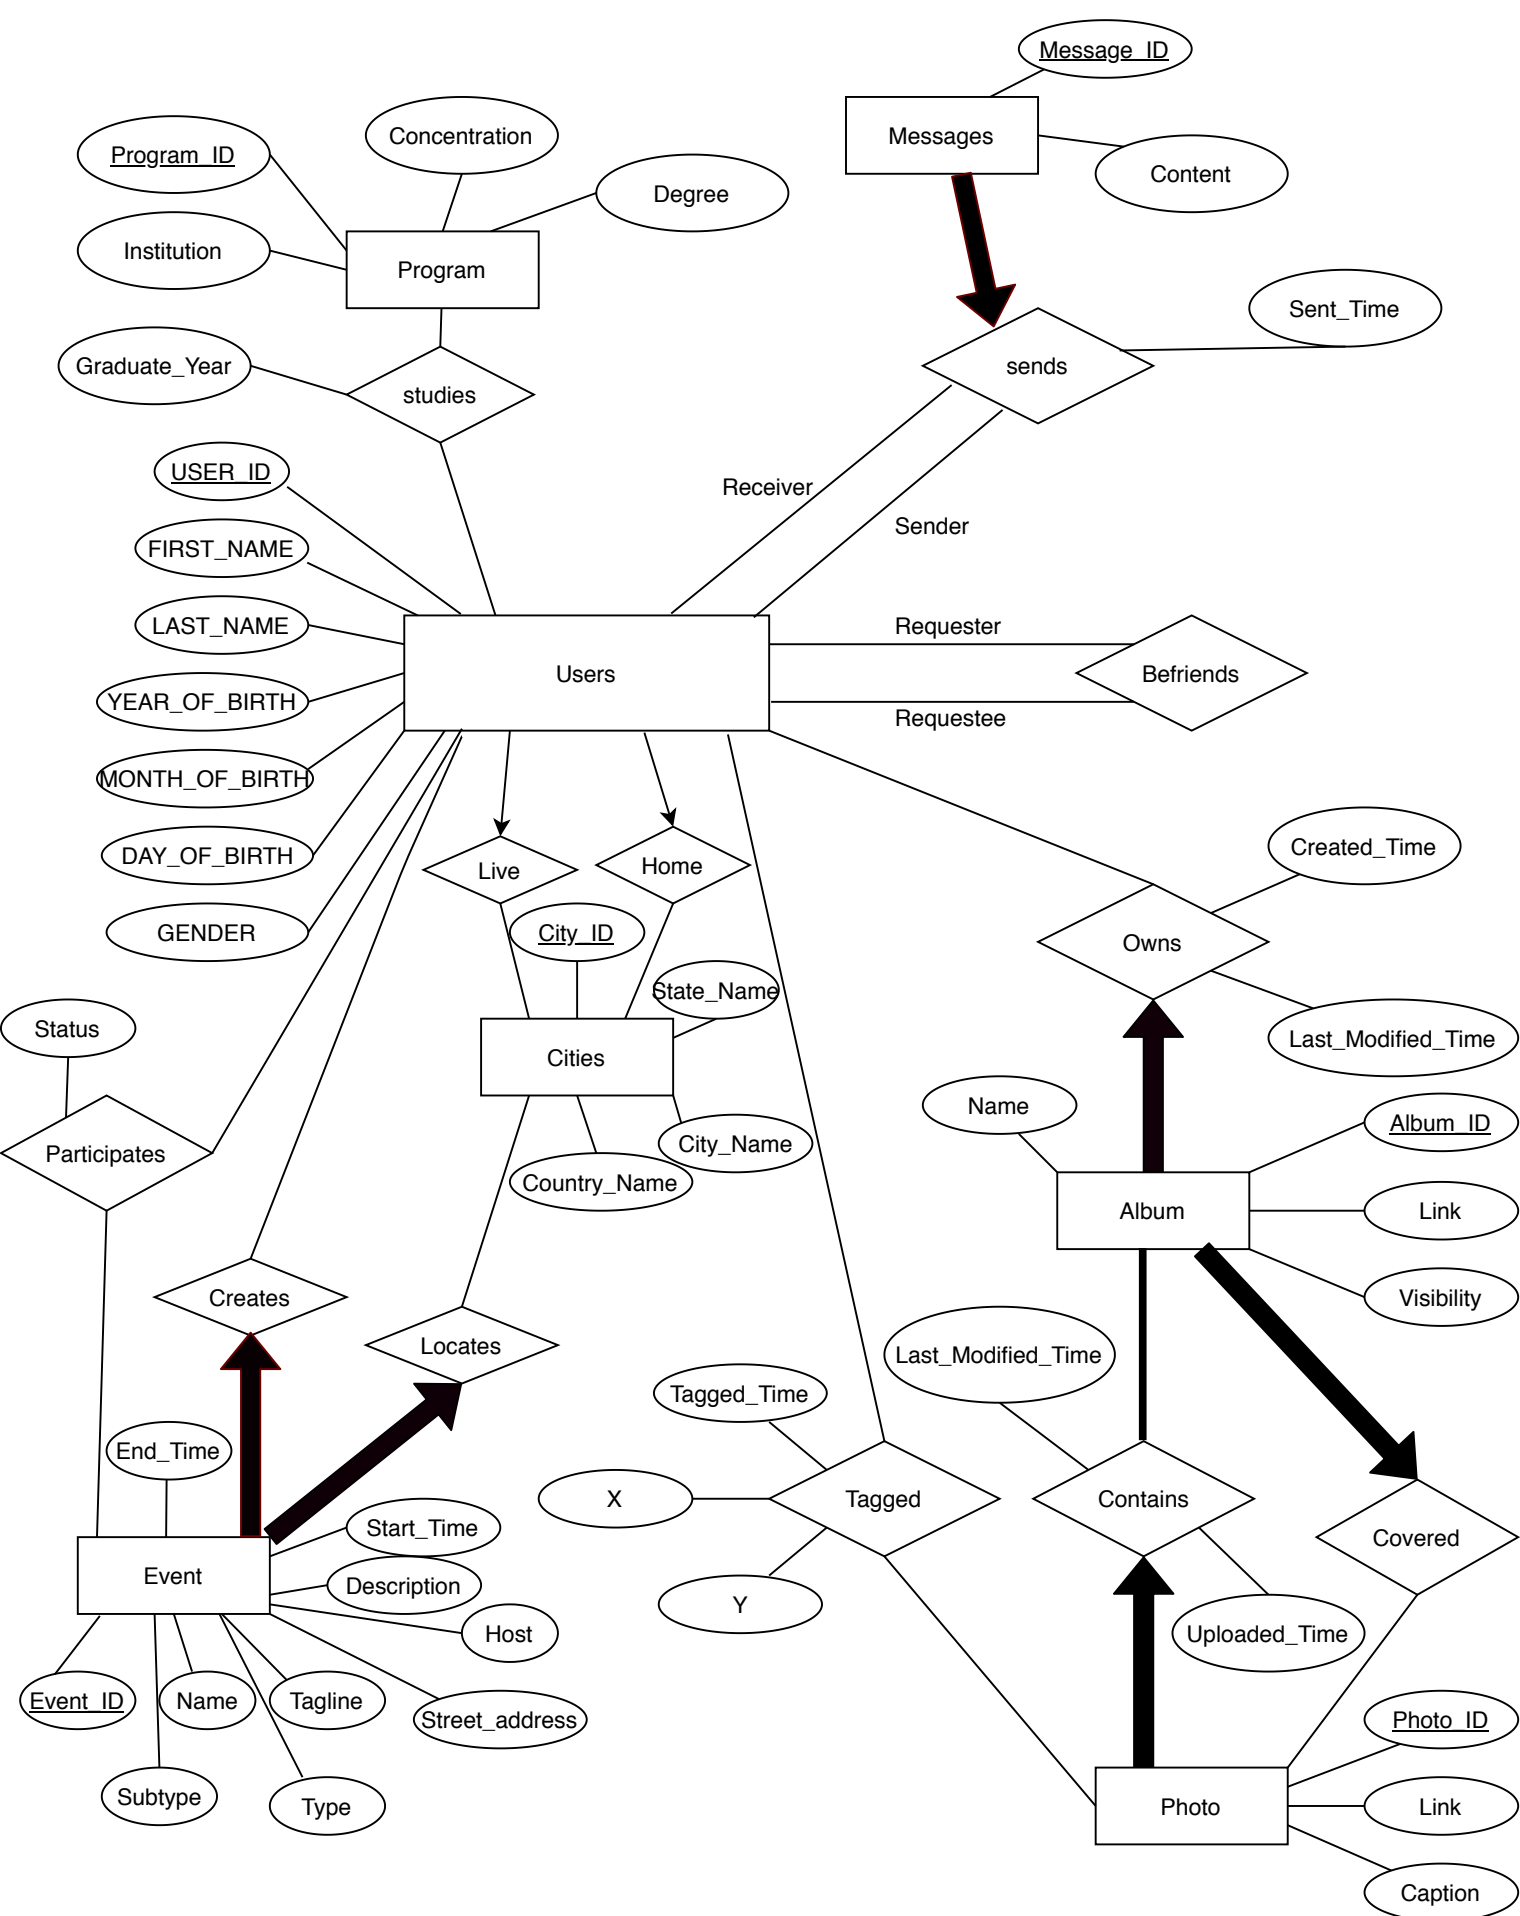 Message_ID
Messages
Content
Concentration
Program_ID
Degree
Institution
Program
Sent_Time
Graduate_Year
studies
sends
USER_ID
Receiver
Sender
FIRST_NAME
LAST_NAME
Requester
Users
Befriends
YEAR_OF_BIRTH
Requestee
MONTH_OF_BIRTH
DAY_OF_BIRTH
Live
Home
Created_Time
GENDER
City_ID
Owns
State_Name
Status
Cities
Last_Modified_Time
Name
Album_ID
Participates
City_Name
Country_Name
Album
Link
Creates
Visibility
Locates
Last_Modified_Time
Tagged_Time
End_Time
X
Tagged
Contains
Start_Time
Covered
Event
Description
Y
Host
Uploaded_Time
Event_ID
Name
Tagline
Street_address
Photo_ID
Subtype
Type
Photo
Link
Caption